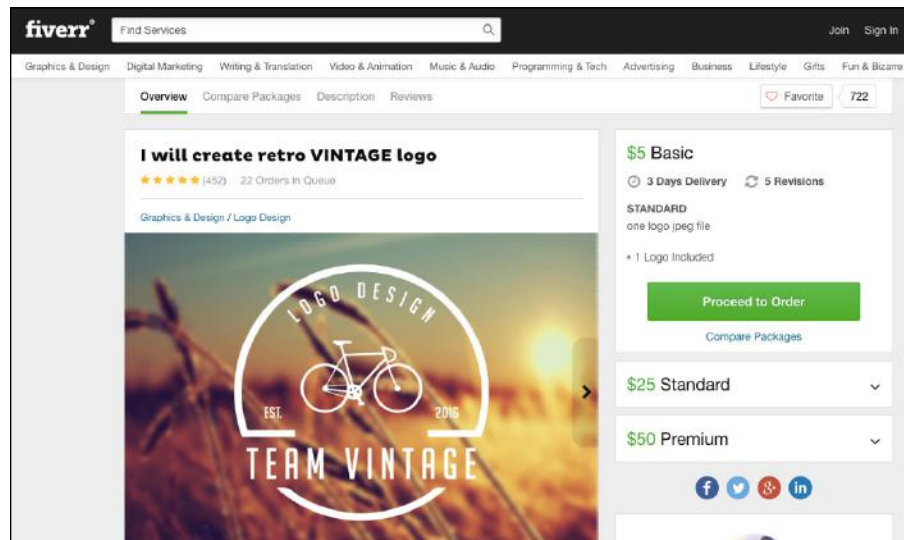 fiverr®
Find Services
Join Sign In
Graphics & Design Digital Marketing Writing & Translation Video & Animation Music & Audio Programming & Tech Advertising Business Lifestyle Gifts Fun & Bizarre
Overview Compare Packages Description Reviews
Favorite 722
I will create retro VINTAGE logo
(452) 22 Orders in Queue
Graphics & Design / Logo Design
LOGO DESIGN
EST. 2016
TEAM VINTAGE
$5 Basic
3 Days Delivery 5 Revisions
STANDARD
one logo jpeg file
• 1 Logo Included
Proceed to Order
Compare Packages
$25 Standard
$50 Premium
f g+ in